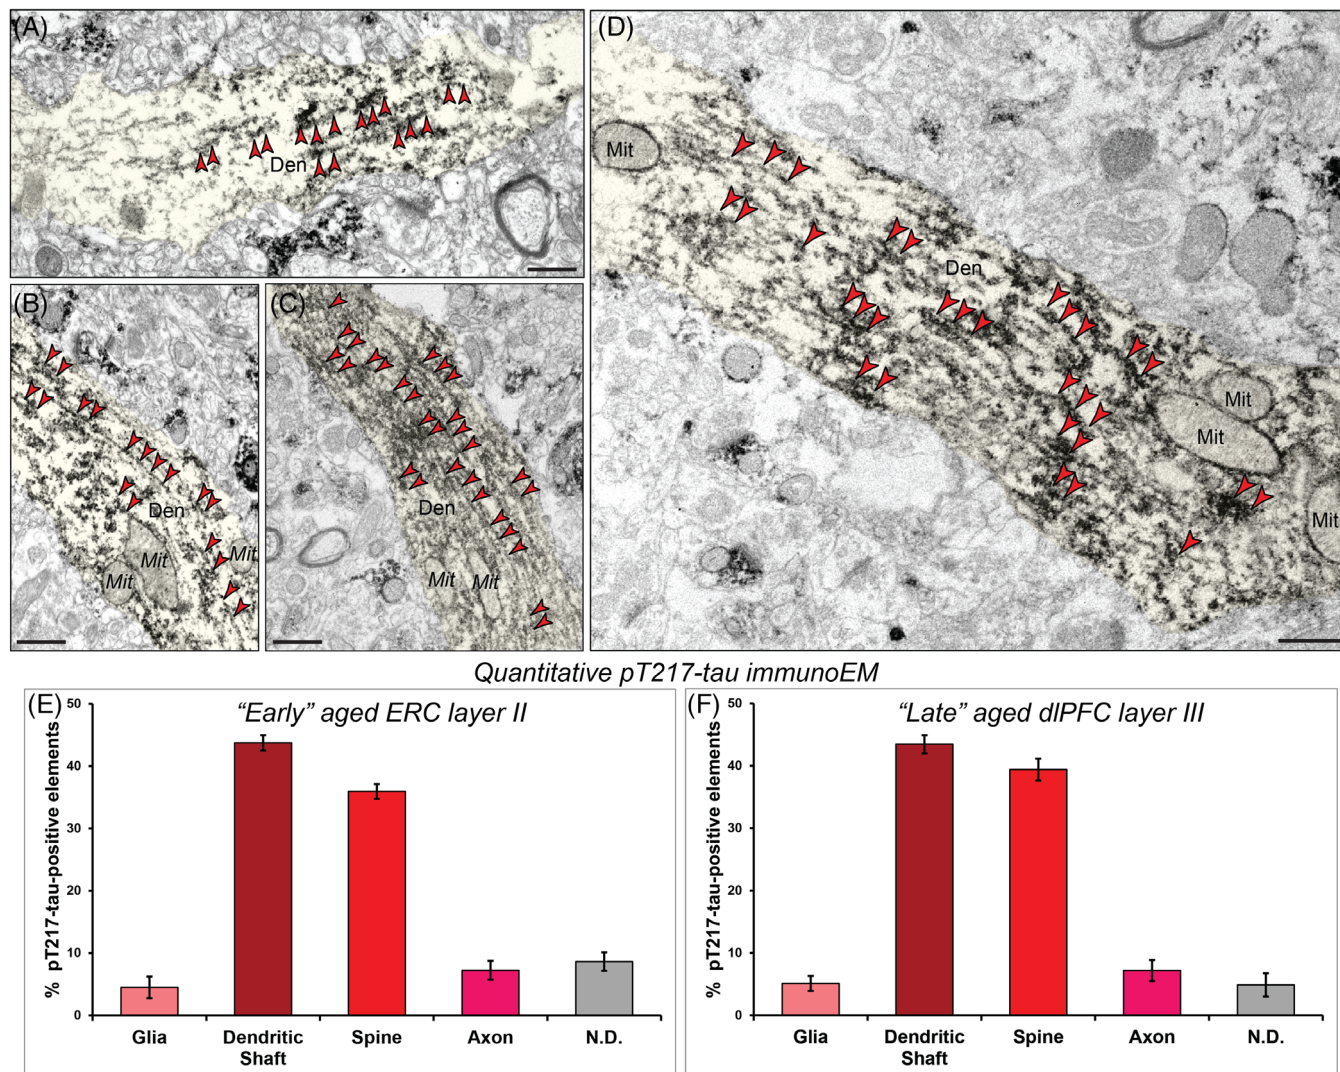 (A)
Den
(B)
Den
Mit
Mit
Mit
(C)
Den
Mit
Mit
(D)
Mit
Den
Mit
Mit
Mit
Quantitative pT217-tau immunoEM
(E)
“Early” aged ERC layer II
% pT217-tau-positive elements
50
40
30
20
10
0
Glia
Dendritic
Shaft
Spine
Axon
N.D.
(F)
“Late” aged dlPFC layer III
% pT217-tau-positive elements
50
40
30
20
10
0
Glia
Dendritic
Shaft
Spine
Axon
N.D.